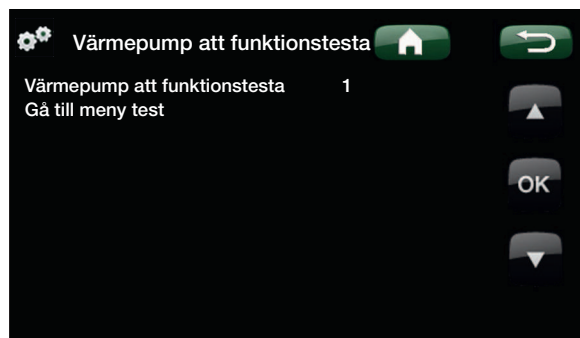 Värmepump att funktionstesta
Värmepump att funktionstesta 1
Gå till meny test
OK